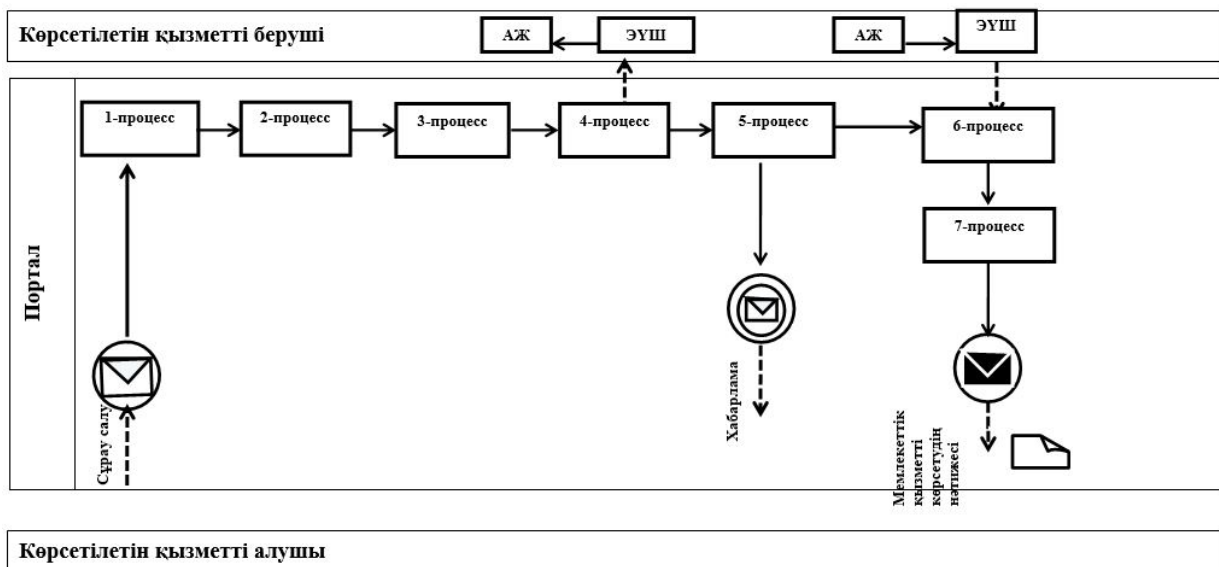 Көрсетілетін қызметті беруші
АЖ
ЭҮШ
АЖ
ЭҮШ
Портал
1-процесс
2-процесс
3-процесс
4-процесс
5-процесс
6-процесс
7-процесс
Сұрау салу
Хабарлама
Мемлекеттік
қызметті
көрсетудің
нәтижесі
Көрсетілетін қызметті алушы